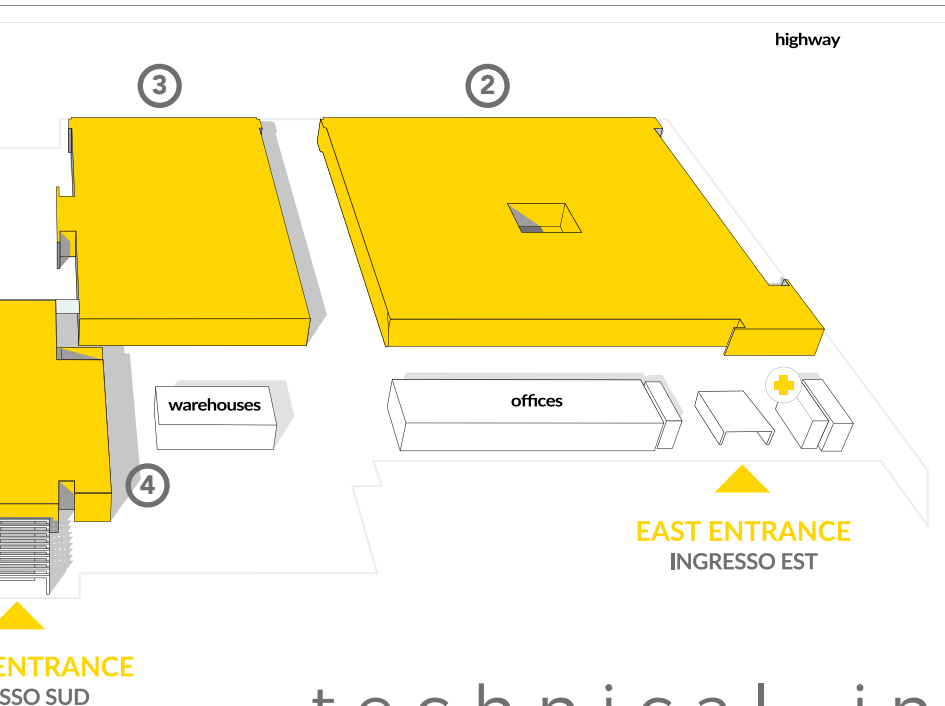 highway
3
2
warehouses
offices
4
EAST ENTRANCE
INGRESSO EST
ENTRANCE
SSO SUD
technical in